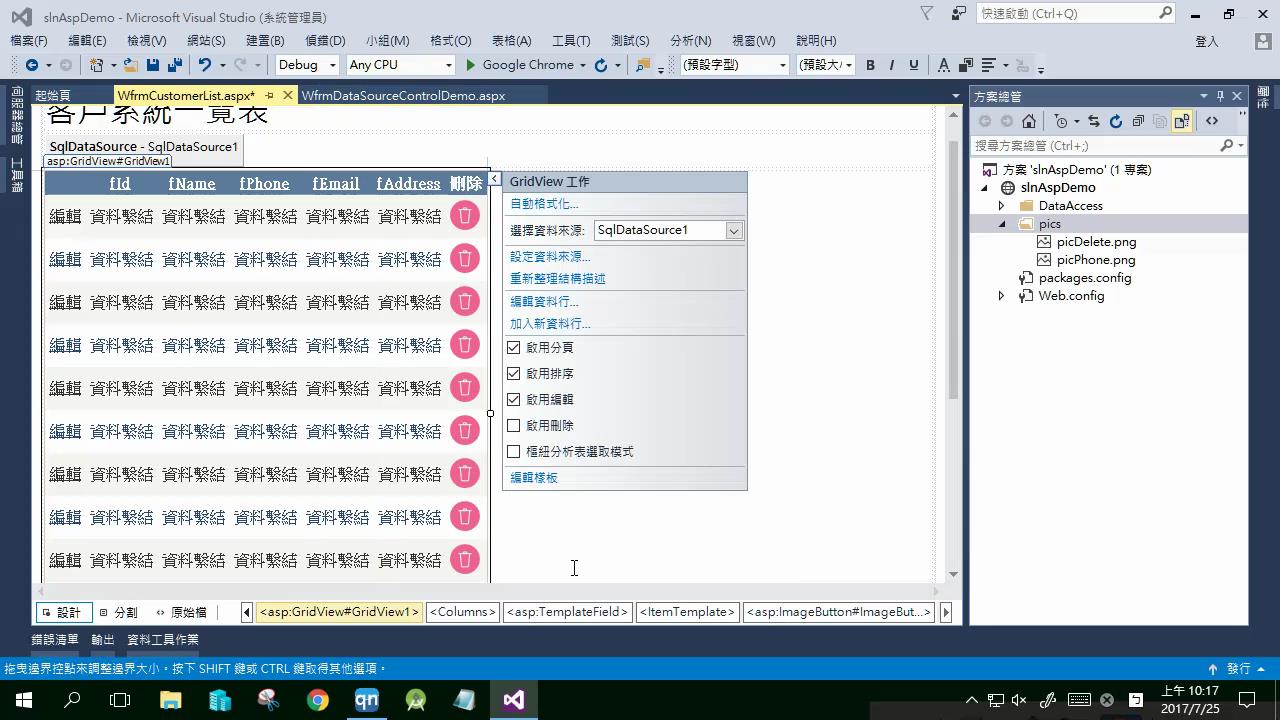 slnAspDemo - Microsoft Visual Studio (系統管理員)
快速啟動 (Ctrl+Q)
檔案(F) 編輯(E) 檢視(V) 網站(S) 建置(B) 偵錯(D) 小組(M) 格式(O) 表格(A) 工具(T) 測試(S) 分析(N) 視窗(W) 說明(H) 登入
Debug Any CPU Google Chrome (預設字型) (預設大 B I U A
伺服器總管
工具箱
起始頁 WfrmCustomerList.aspx* WfrmDataSourceControlDemo.aspx
客戶系統一覽表
SqlDataSource - SqlDataSource1
asp:GridView#GridView1
fId fName fPhone fEmail fAddress 刪除
編輯 資料繫結 資料繫結 資料繫結 資料繫結 資料繫結
編輯 資料繫結 資料繫結 資料繫結 資料繫結 資料繫結
編輯 資料繫結 資料繫結 資料繫結 資料繫結 資料繫結
編輯 資料繫結 資料繫結 資料繫結 資料繫結 資料繫結
編輯 資料繫結 資料繫結 資料繫結 資料繫結 資料繫結
編輯 資料繫結 資料繫結 資料繫結 資料繫結 資料繫結
編輯 資料繫結 資料繫結 資料繫結 資料繫結 資料繫結
編輯 資料繫結 資料繫結 資料繫結 資料繫結 資料繫結
編輯 資料繫結 資料繫結 資料繫結 資料繫結 資料繫結
GridView 工作
自動格式化...
選擇資料來源: SqlDataSource1
設定資料來源...
重新整理結構描述
編輯資料行...
加入新資料行...
啟用分頁
啟用排序
啟用編輯
啟用刪除
樞紐分析表選取模式
編輯樣板
方案總管
搜尋方案總管 (Ctrl+;)
方案 'slnAspDemo' (1 專案)
slnAspDemo
DataAccess
pics
picDelete.png
picPhone.png
packages.config
Web.config
設計 分割 原始檔 <asp:GridView#GridView1> <Columns> <asp:TemplateField> <ItemTemplate> <asp:ImageButton#ImageBut...>
錯誤清單 輸出 資料工具作業
拖曳邊界控點來調整邊界大小。按下 SHIFT 鍵或 CTRL 鍵取得其他選項。 發行
qn
上午 10:17
2017/7/25